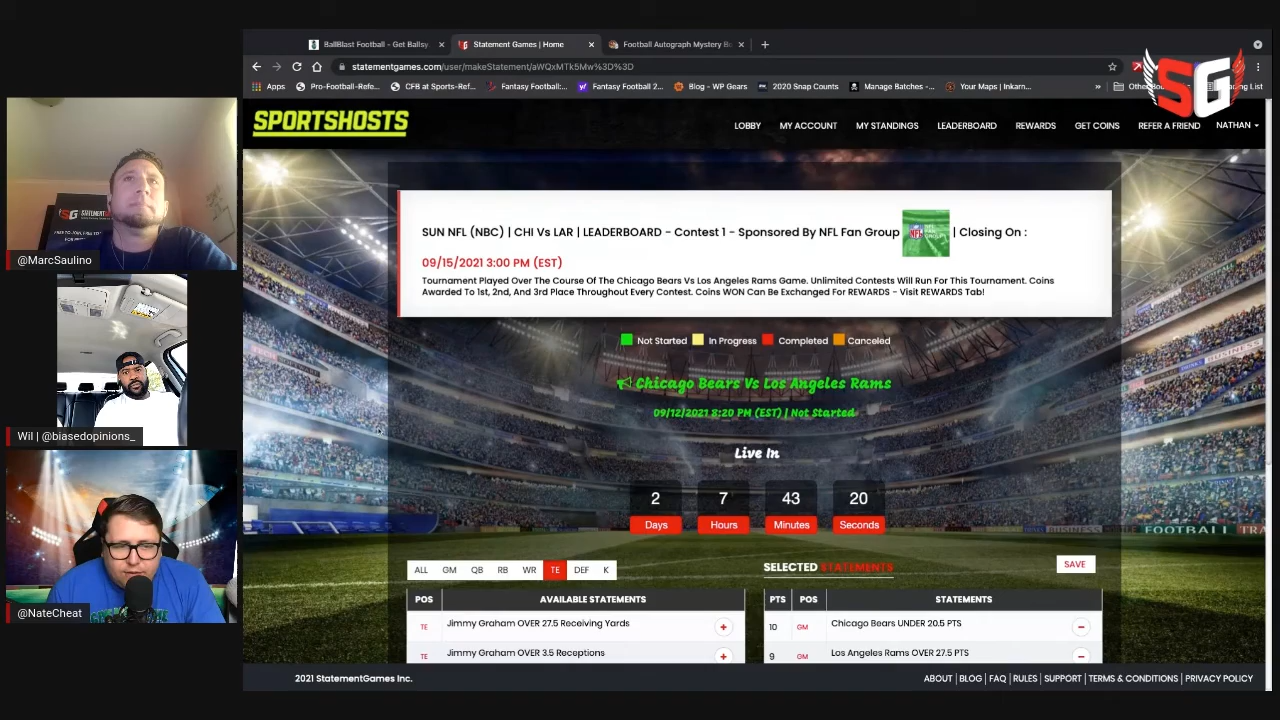 BallBlast Football - Get Ballsy
Statement Games | Home
Football Autograph Mystery B
statementgames.com/user/makeStatement/aWQxMTk5Mw%3D%3D
Apps
Pro-Football-Refe...
CFB at Sports-Ref...
Fantasy Football:...
Fantasy Football 2...
Blog - WP Gears
2020 Snap Counts
Manage Batches -...
Your Maps | Inkarn...
SG
SPORTSHOSTS
LOBBY
MY ACCOUNT
MY STANDINGS
LEADERBOARD
REWARDS
GET COINS
REFER A FRIEND
NATHAN
SUN NFL (NBC) | CHI Vs LAR | LEADERBOARD - Contest 1 - Sponsored By NFL Fan Group | Closing On :
09/15/2021 3:00 PM (EST)
Tournament Played Over The Course Of The Chicago Bears Vs Los Angeles Rams Game. Unlimited Contests Will Run For This Tournament. Coins
Awarded To 1st, 2nd, And 3rd Place Throughout Every Contest. Coins WON Can Be Exchanged For REWARDS - Visit REWARDS Tab!
Not Started
In Progress
Completed
Canceled
Chicago Bears Vs Los Angeles Rams
09/12/2021 8:20 PM (EST) | Not Started
Live In
2 7 43 20
Days Hours Minutes Seconds
ALL GM QB RB WR TE DEF K
POS AVAILABLE STATEMENTS
TE Jimmy Graham OVER 27.5 Receiving Yards +
TE Jimmy Graham OVER 3.5 Receptions +
SELECTED STATEMENTS
SAVE
PTS POS STATEMENTS
10 GM Chicago Bears UNDER 20.5 PTS −
9 GM Los Angeles Rams OVER 27.5 PTS −
2021 StatementGames Inc.
ABOUT | BLOG | FAQ | RULES | SUPPORT | TERMS & CONDITIONS | PRIVACY POLICY
@MarcSaulino
Wil | @biasedopinions_
@NateCheat